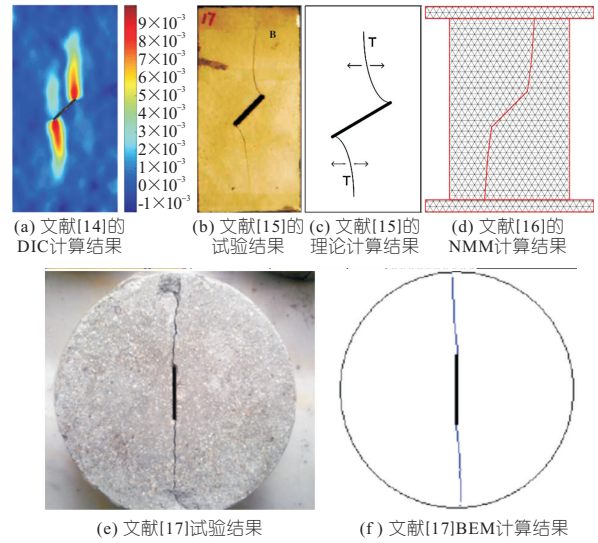 9×10⁻³
8×10⁻³
7×10⁻³
6×10⁻³
5×10⁻³
4×10⁻³
3×10⁻³
2×10⁻³
1×10⁻³
0×10⁻³
-1×10⁻³
17
B
T
T
(a) 文献[14]的
DIC计算结果
(b) 文献[15]的
试验结果
(c) 文献[15]的
理论计算结果
(d) 文献[16]的
NMM计算结果
(e) 文献[17]试验结果
(f) 文献[17]BEM计算结果